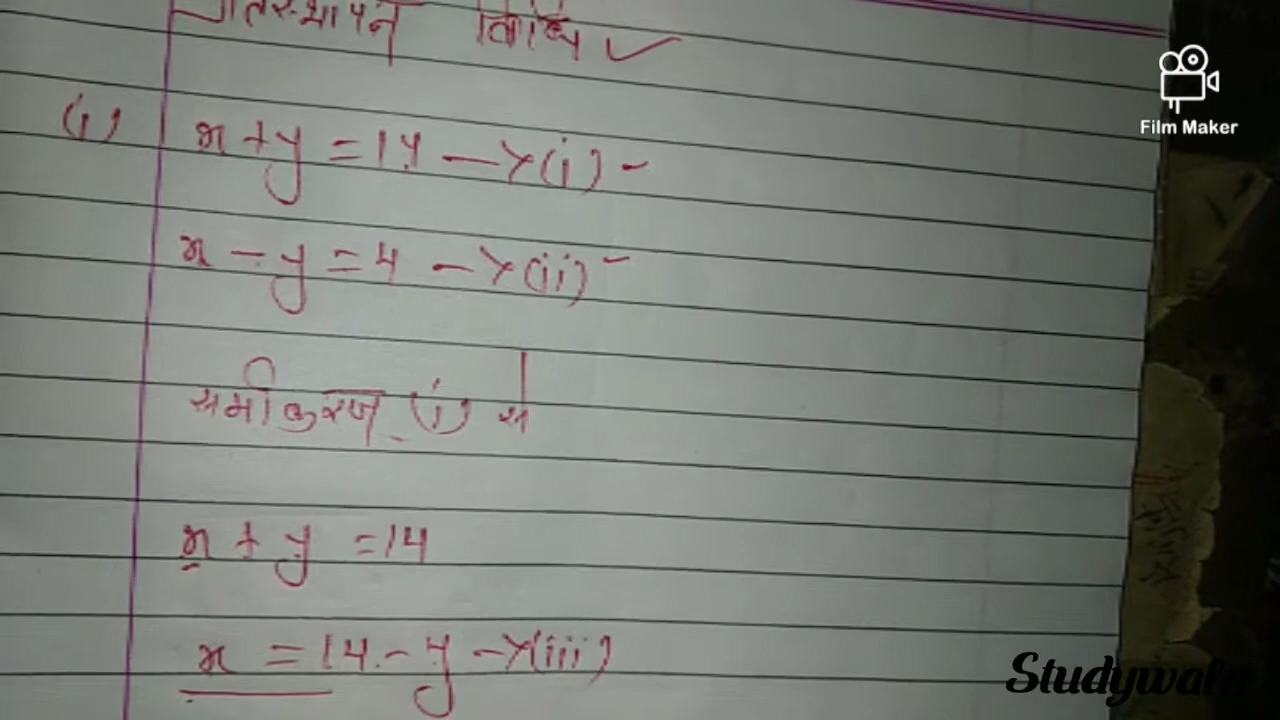 प्रतिस्थापन विधि ✓
(i) x + y = 14 —>(i) -
x - y = 4 —>(ii) -
समीकरण (i) से
x + y = 14
x = 14 - y —>(iii)
Film Maker
Studywala